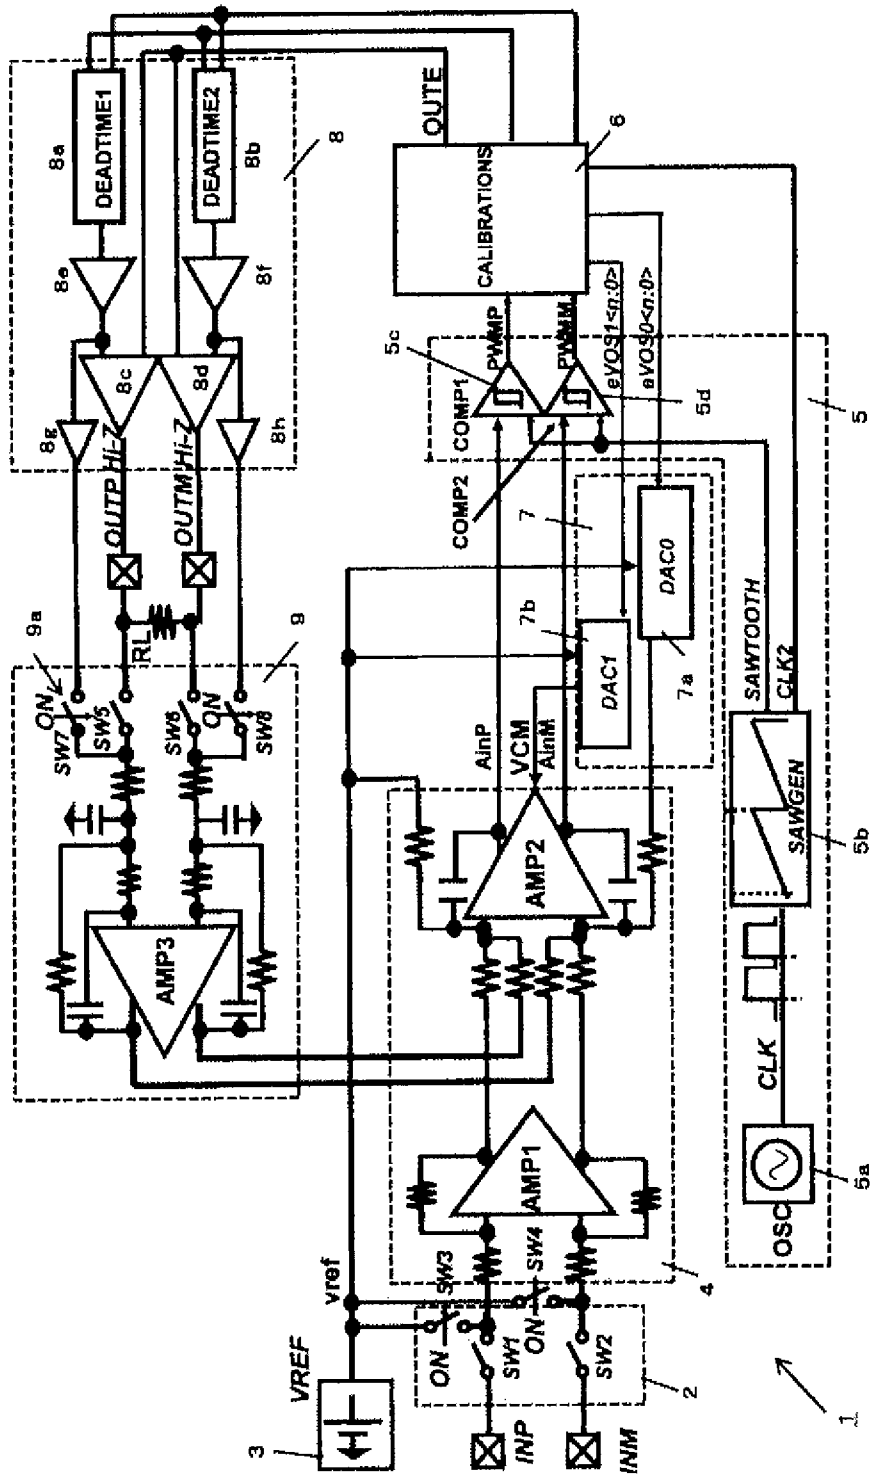 8a
DEADTIME1
DEADTIME2
8b
8
8e
8f
8c
8d
8g
8h
OUTP Hi-Z
OUTM Hi-Z
RL
9a
9
ON
SW7
SW5
SW6
ON
SW8
AMP3
OUTE
CALIBRATIONS
6
PWMP
PWMM
eVOS1<n:0>
eVOS0<n:0>
5c
COMP1
5d
COMP2
5
7
7b
DAC1
DAC0
7a
SAWTOOTH
CLK2
AinP
VCM
AinM
AMP2
SAWGEN
5b
CLK
OSC
5a
AMP1
4
SW3
SW4
ON
ON
SW1
SW2
2
vref
VREF
3
INP
INM
1